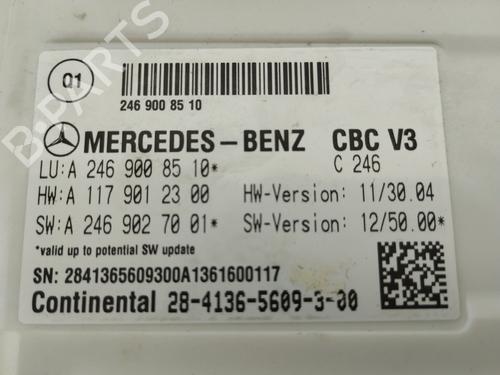 Q1
246 900 85 10
MERCEDES-BENZ CBC V3
LU:A 246 900 85 10* C 246
HW:A 117 901 23 00 HW-Version: 11/30.04
SW:A 246 902 70 01* SW-Version: 12/50.00*
*valid up to potential SW update
SN: 2841365609300A1361600117
Continental 28-4136-5609-3-00
B-PARTS